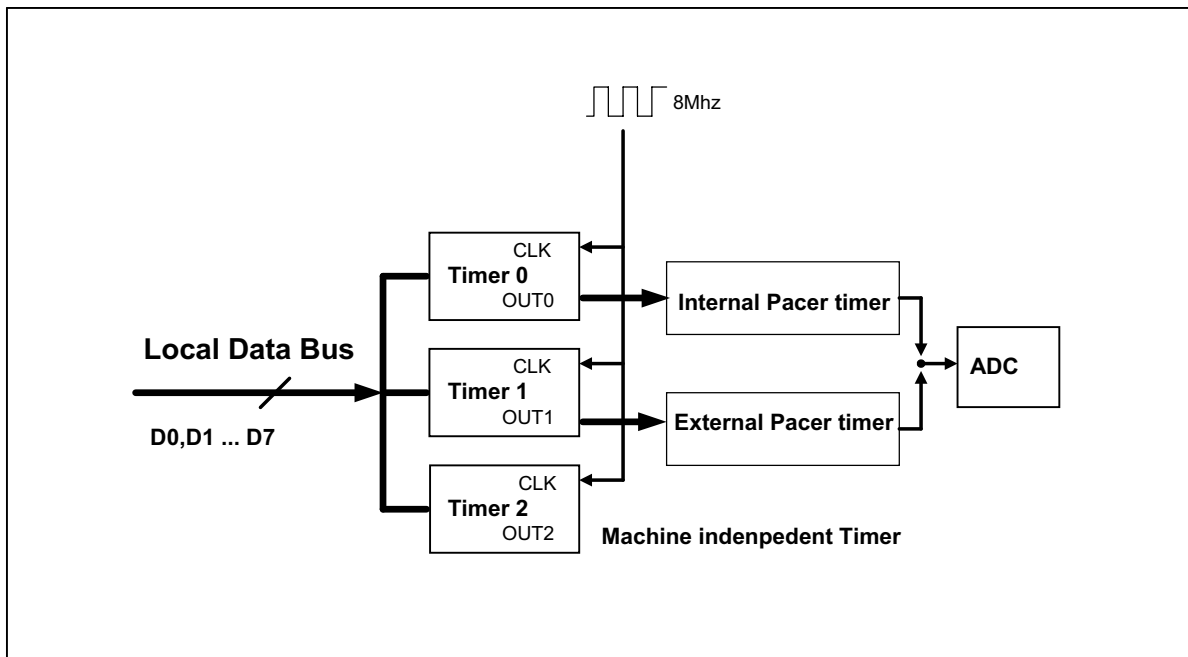 8Mhz
CLK
Timer 0
OUT0
Internal Pacer timer
Local Data Bus
D0,D1 ... D7
CLK
Timer 1
OUT1
External Pacer timer
ADC
CLK
Timer 2
OUT2
Machine indenpedent Timer